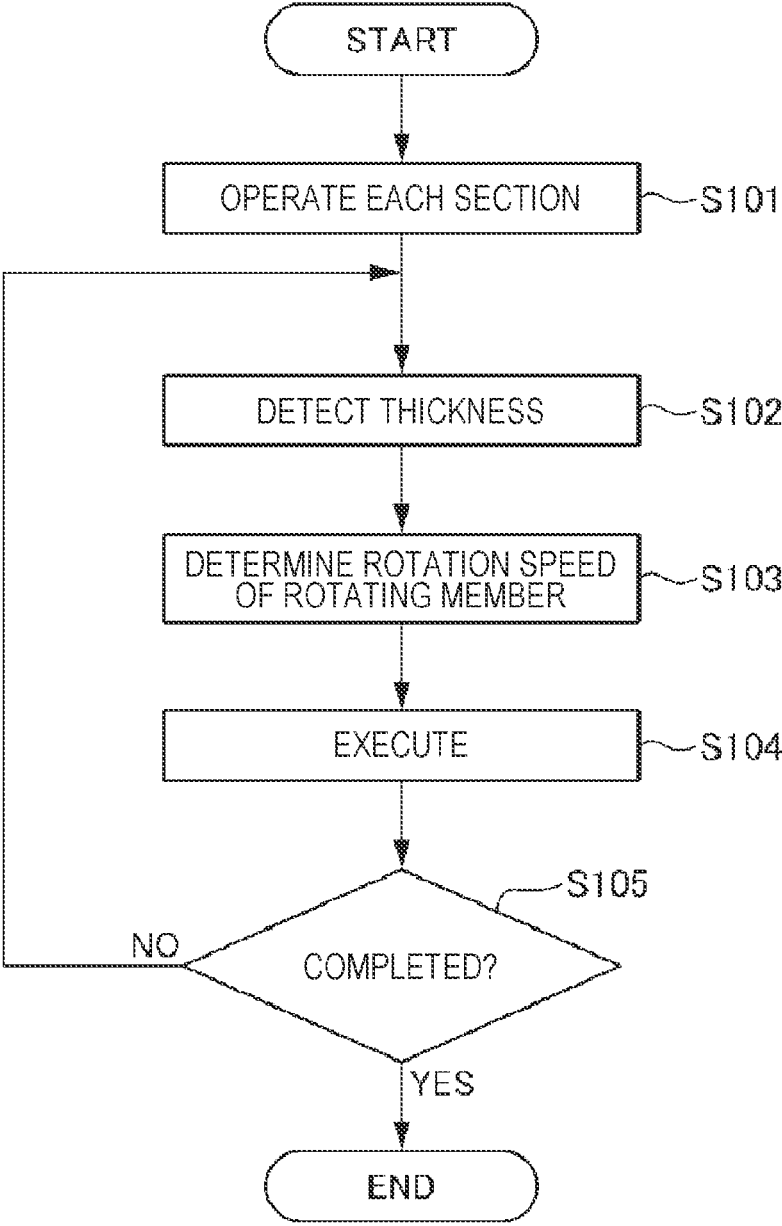 START
OPERATE EACH SECTION
S101
DETECT THICKNESS
S102
DETERMINE ROTATION SPEED
OF ROTATING MEMBER
S103
EXECUTE
S104
S105
COMPLETED?
NO
YES
END